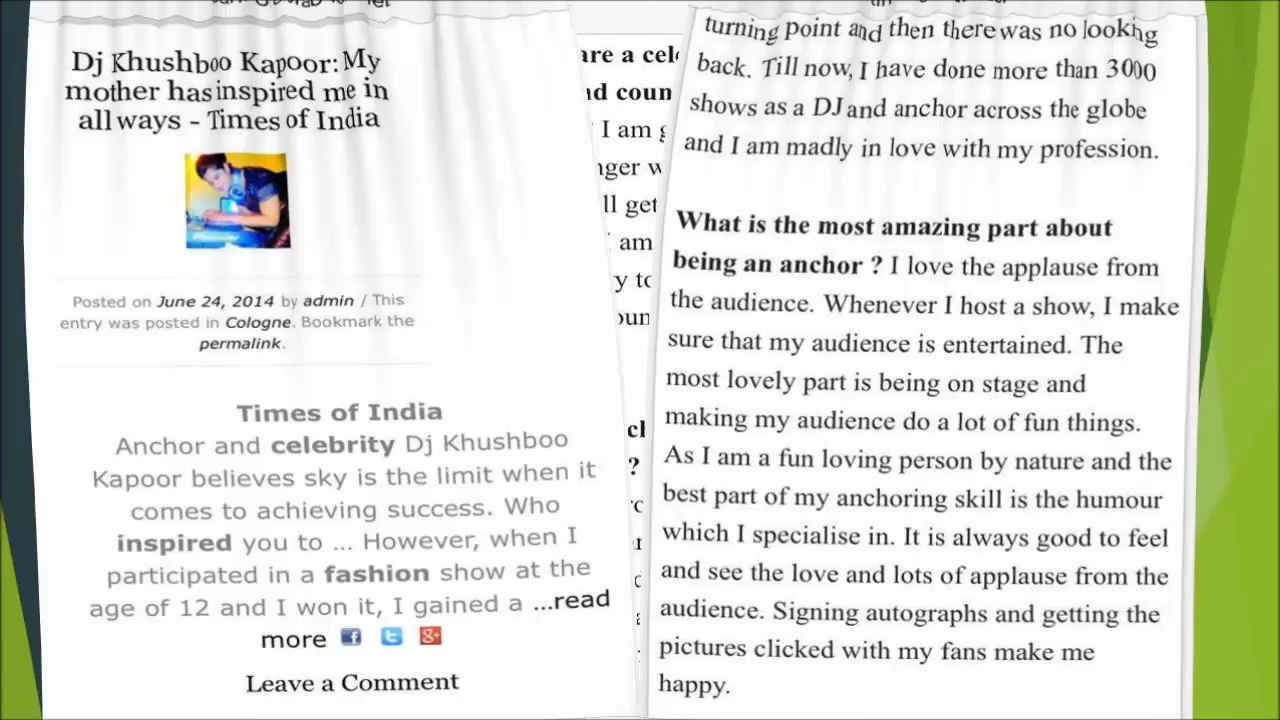 Dj Khushboo Kapoor: My
mother has inspired me in
all ways - Times of India
Posted on June 24, 2014 by admin / This
entry was posted in Cologne. Bookmark the
permalink.
Times of India
Anchor and celebrity Dj Khushboo
Kapoor believes sky is the limit when it
comes to achieving success. Who
inspired you to ... However, when I
participated in a fashion show at the
age of 12 and I won it, I gained a ...read
more
Leave a Comment
are a
I am
ll get
am
?
turning point and then there was no looking
back. Till now, I have done more than 3000
shows as a DJ and anchor across the globe
and I am madly in love with my profession.
What is the most amazing part about
being an anchor ? I love the applause from
the audience. Whenever I host a show, I make
sure that my audience is entertained. The
most lovely part is being on stage and
making my audience do a lot of fun things.
As I am a fun loving person by nature and the
best part of my anchoring skill is the humour
which I specialise in. It is always good to feel
and see the love and lots of applause from the
audience. Signing autographs and getting the
pictures clicked with my fans make me
happy.